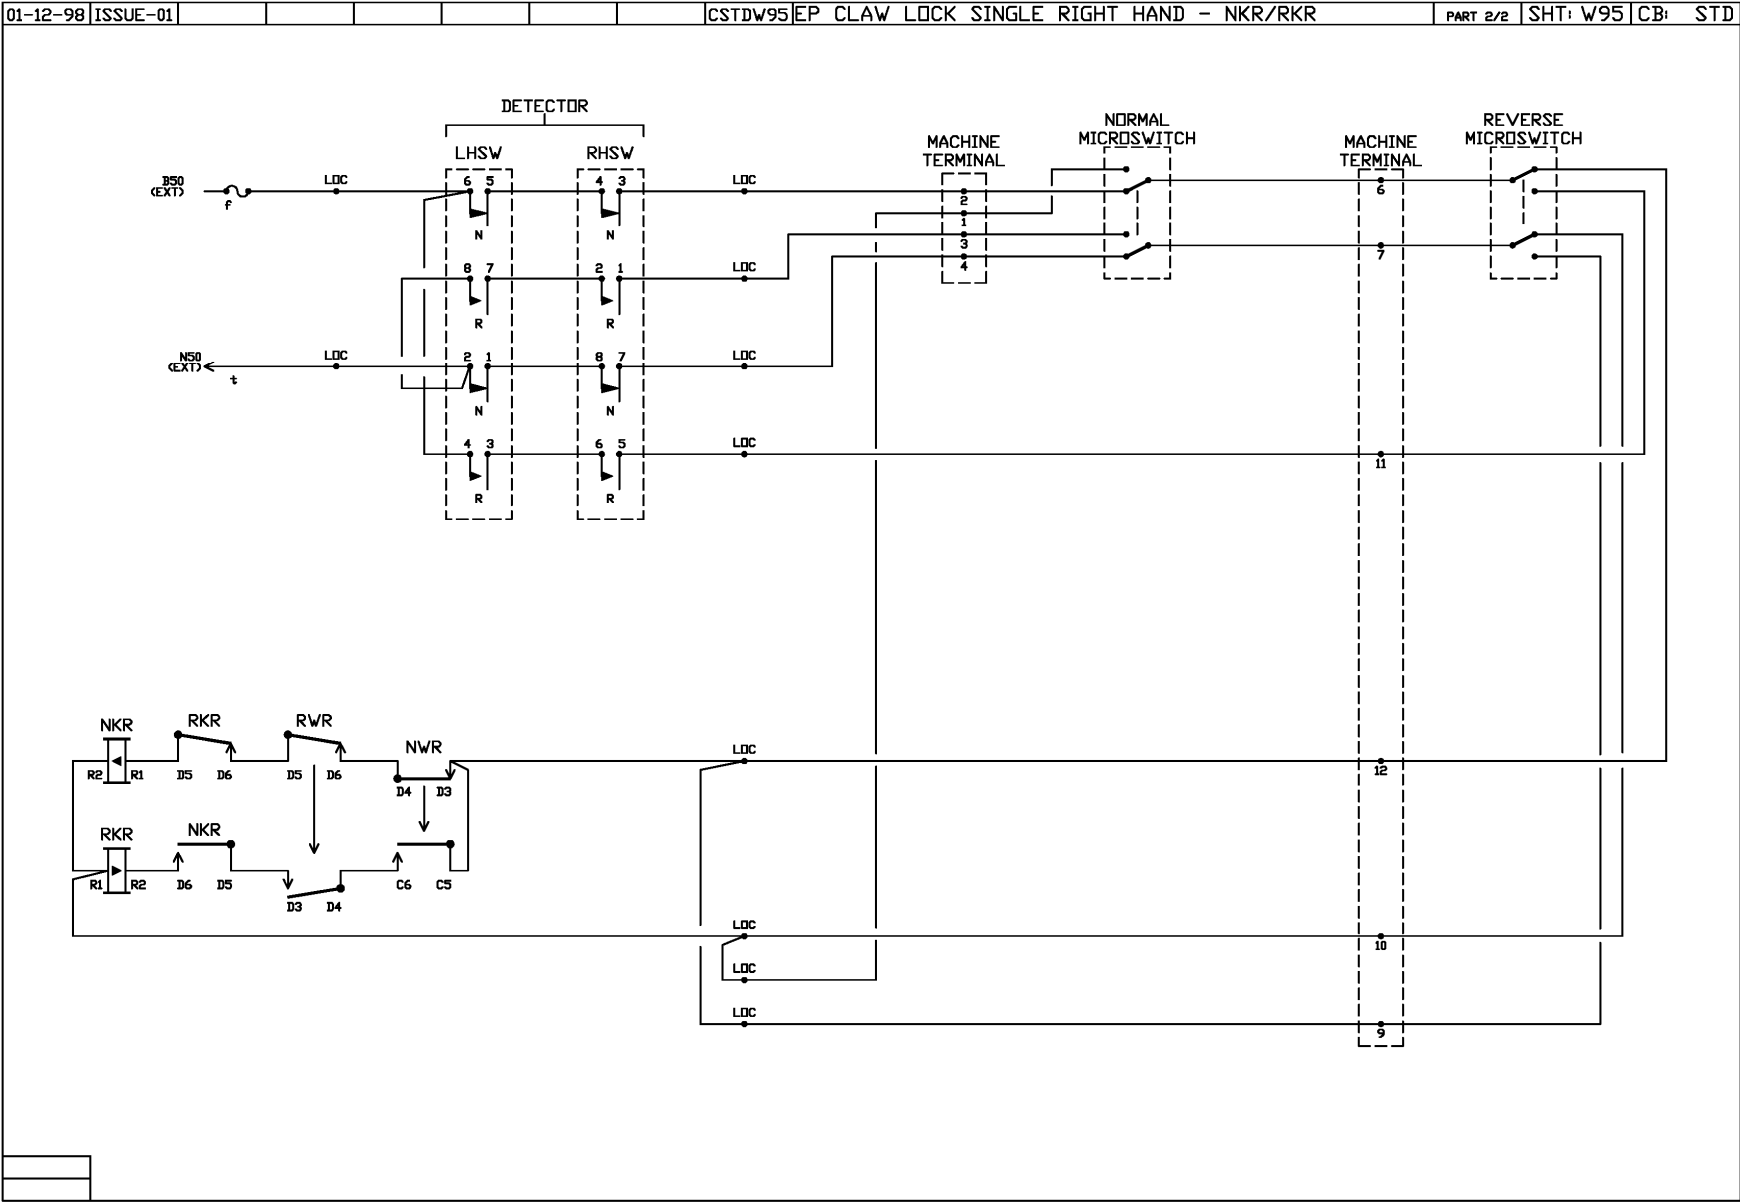 01-12-98 ISSUE-01 CSTDW95 EP CLAW LOCK SINGLE RIGHT HAND - NKR/RKR PART 2/2 SHT: W95 CB: STD
DETECTOR
LHSW RHSW
MACHINE
TERMINAL
NORMAL
MICROSWITCH
MACHINE
TERMINAL
REVERSE
MICROSWITCH
B50
(EXT)
f
LOC
6 5
N
4 3
N
LOC
2
1
3
4
6
7
8 7
R
2 1
R
LOC
N50
(EXT)
t
LOC
2 1
N
8 7
N
LOC
4 3
R
6 5
R
LOC
11
NKR
R2 R1
RKR
D5 D6
RWR
D5 D6
NWR
D4 D3
LOC
12
RKR
R1 R2
NKR
D6 D5
D3 D4
C6 C5
LOC
10
LOC
LOC
9